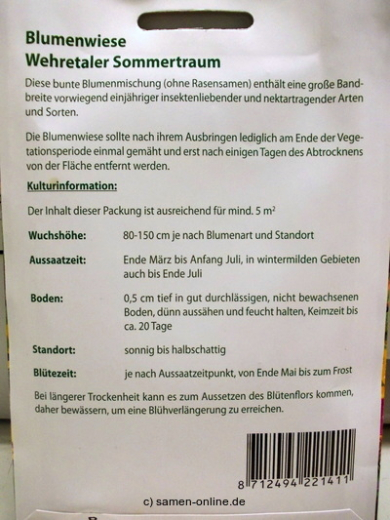 Blumenwiese
Wehretaler Sommertraum
Diese bunte Blumenmischung (ohne Rasensamen) enthält eine große Band-
breite vorwiegend einjähriger insektenliebender und nektartragender Arten
und Sorten.
Die Blumenwiese sollte nach ihrem Ausbringen lediglich am Ende der Vege-
tationsperiode einmal gemäht und erst nach einigen Tagen des Abtrocknens
von der Fläche entfernt werden.
Kulturinformation:
Der Inhalt dieser Packung ist ausreichend für mind. 5 m²
Wuchshöhe: 80-150 cm je nach Blumenart und Standort
Aussaatzeit: Ende März bis Anfang Juli, in wintermilden Gebieten
auch bis Ende Juli
Boden: 0,5 cm tief in gut durchlässigen, nicht bewachsenen
Boden, dünn aussähen und feucht halten, Keimzeit bis
ca. 20 Tage
Standort: sonnig bis halbschattig
Blütezeit: je nach Aussaatzeitpunkt, von Ende Mai bis zum Frost
Bei längerer Trockenheit kann es zum Aussetzen des Blütenflors kommen,
daher bewässern, um eine Blühverlängerung zu erreichen.
8 712494 221411
c) samen-online.de